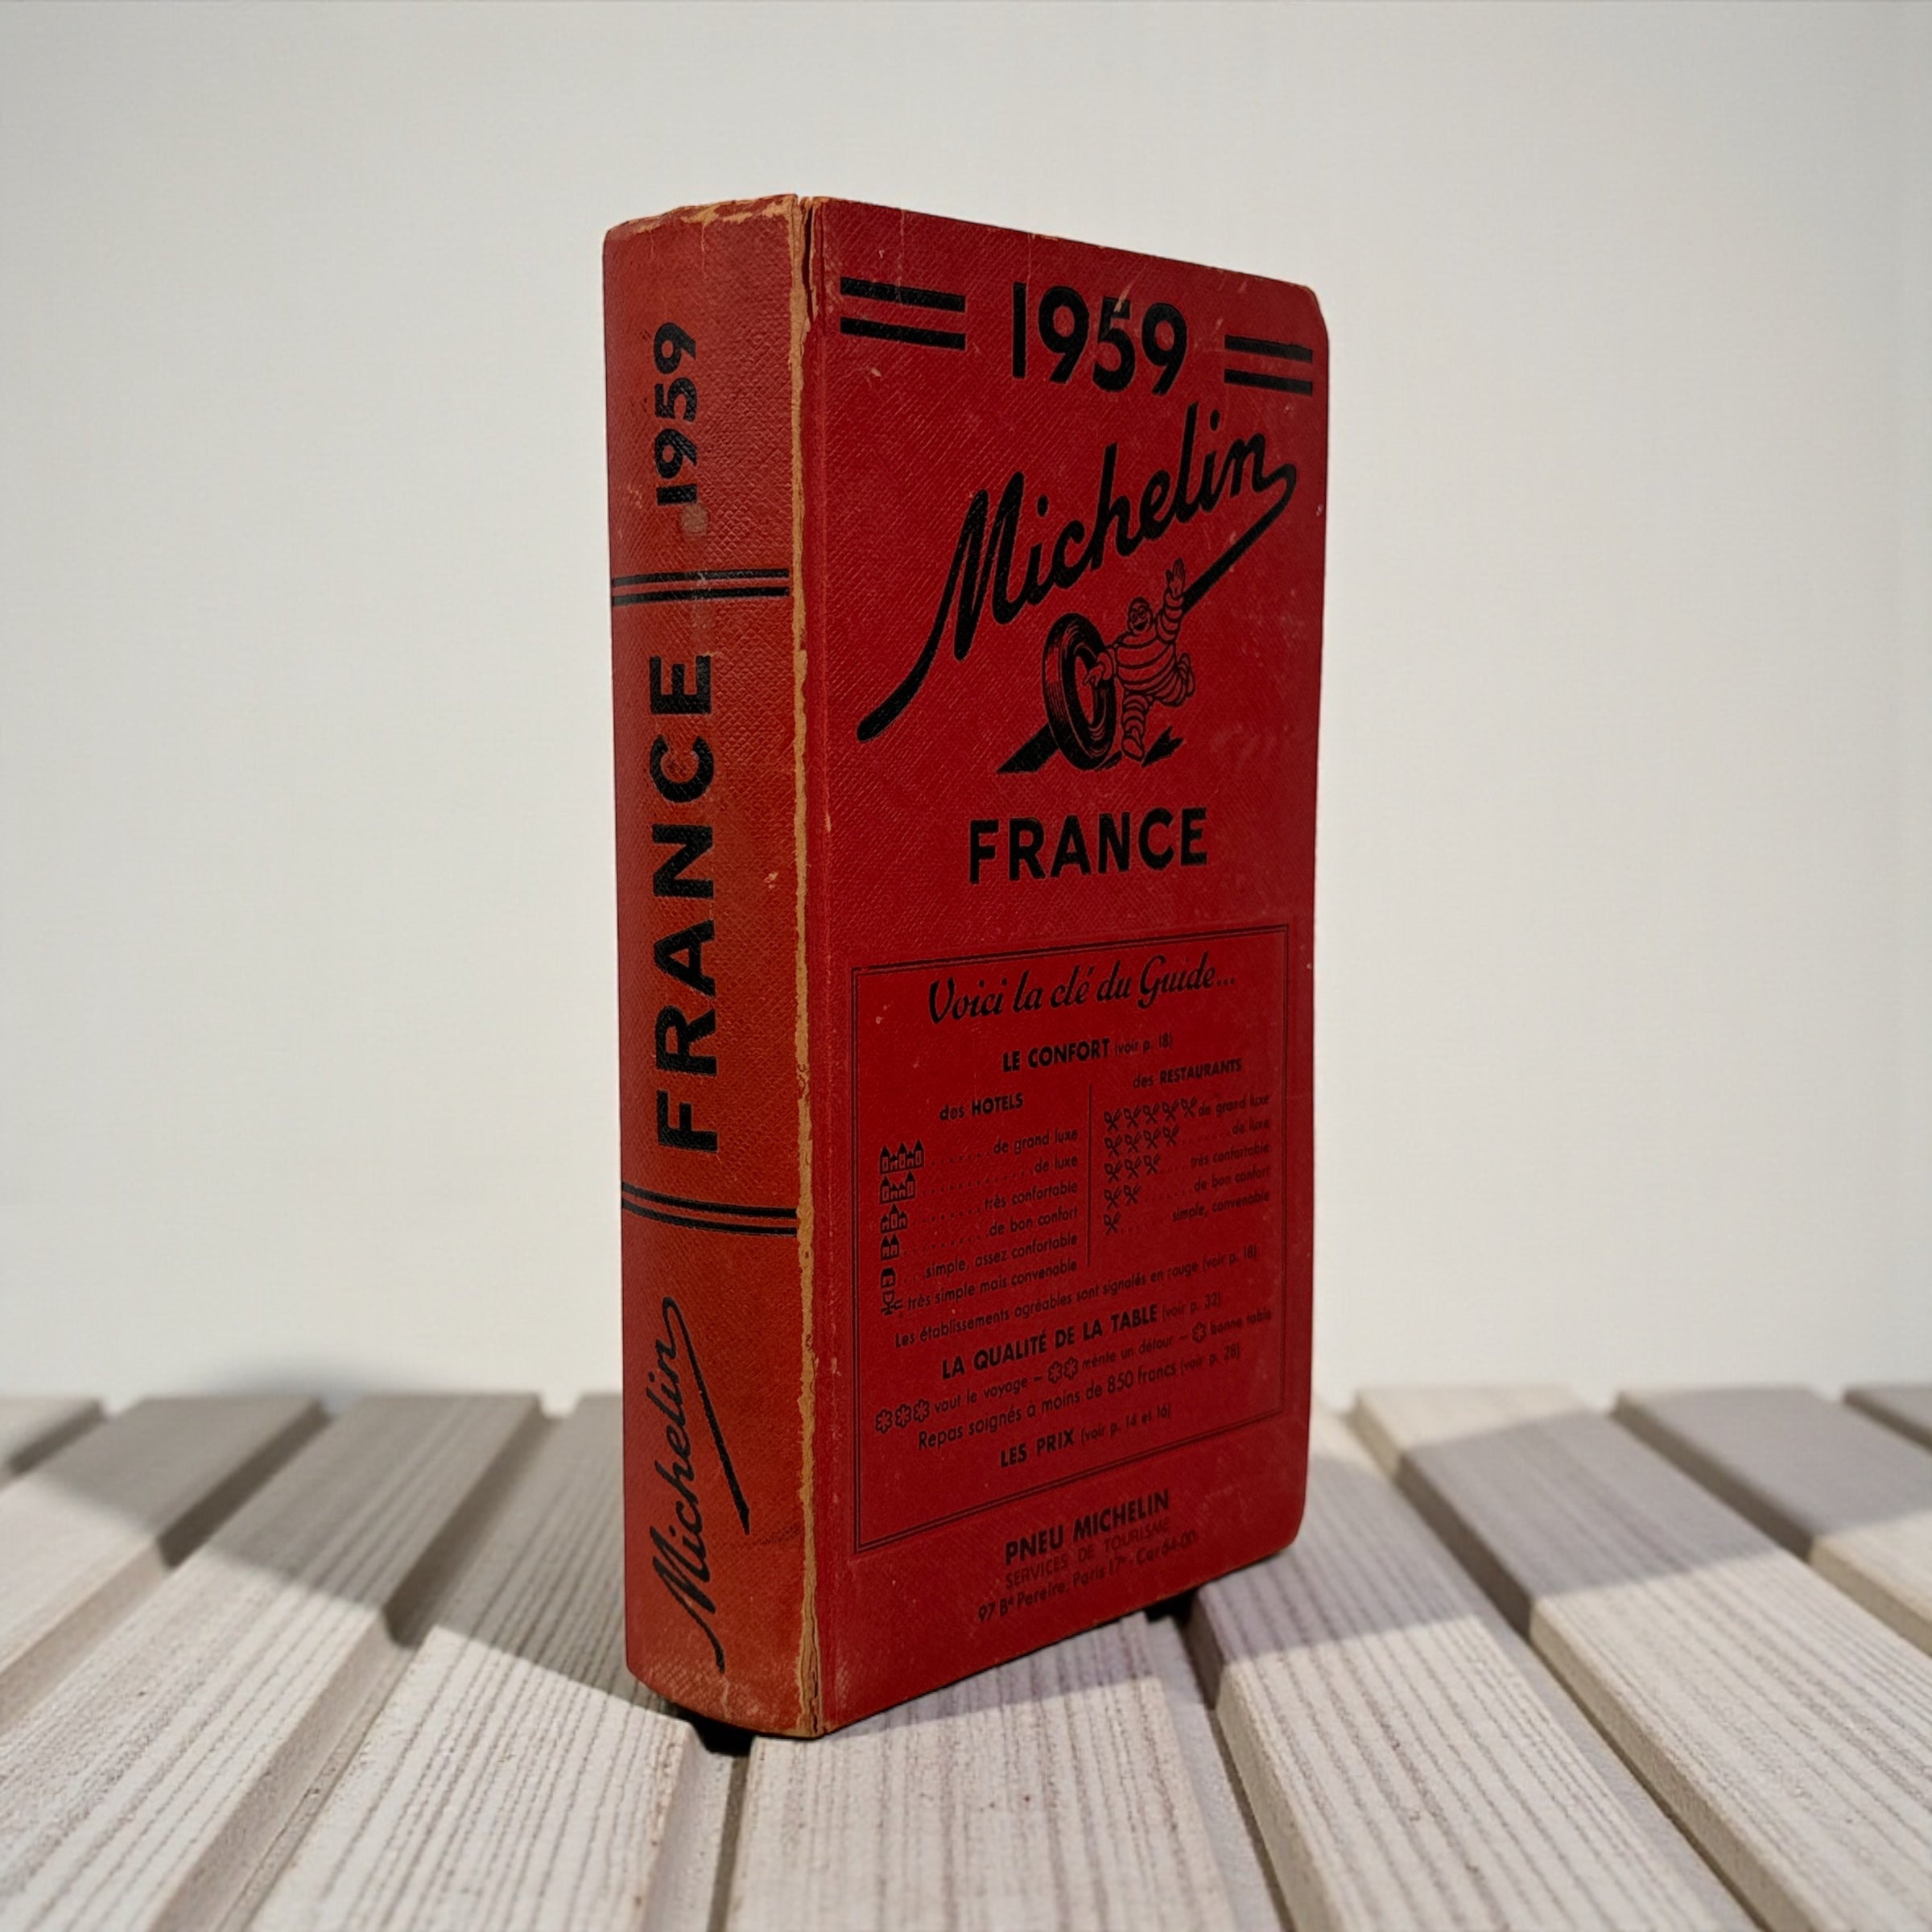 1959
FRANCE
Michelin
1959
Michelin
FRANCE
Voici la clé du Guide...
LE CONFORT (voir p. 18)
des HOTELS
de grand luxe
de luxe
très confortable
de bon confort
simple, assez confortable
très simple mais convenable
des RESTAURANTS
de grand luxe
de luxe
très confortable
de bon confort
simple, convenable
Les établissements agréables sont signalés en rouge (voir p. 18)
LA QUALITÉ DE LA TABLE (voir p. 32)
vaut le voyage – mérite un détour – bonne table
Repas soignés à moins de 850 francs (voir p. 28)
LES PRIX (voir p. 14 et 16)
PNEU MICHELIN
SERVICES DE TOURISME
97 Bd Pereire, Paris 17e - Car 64-00